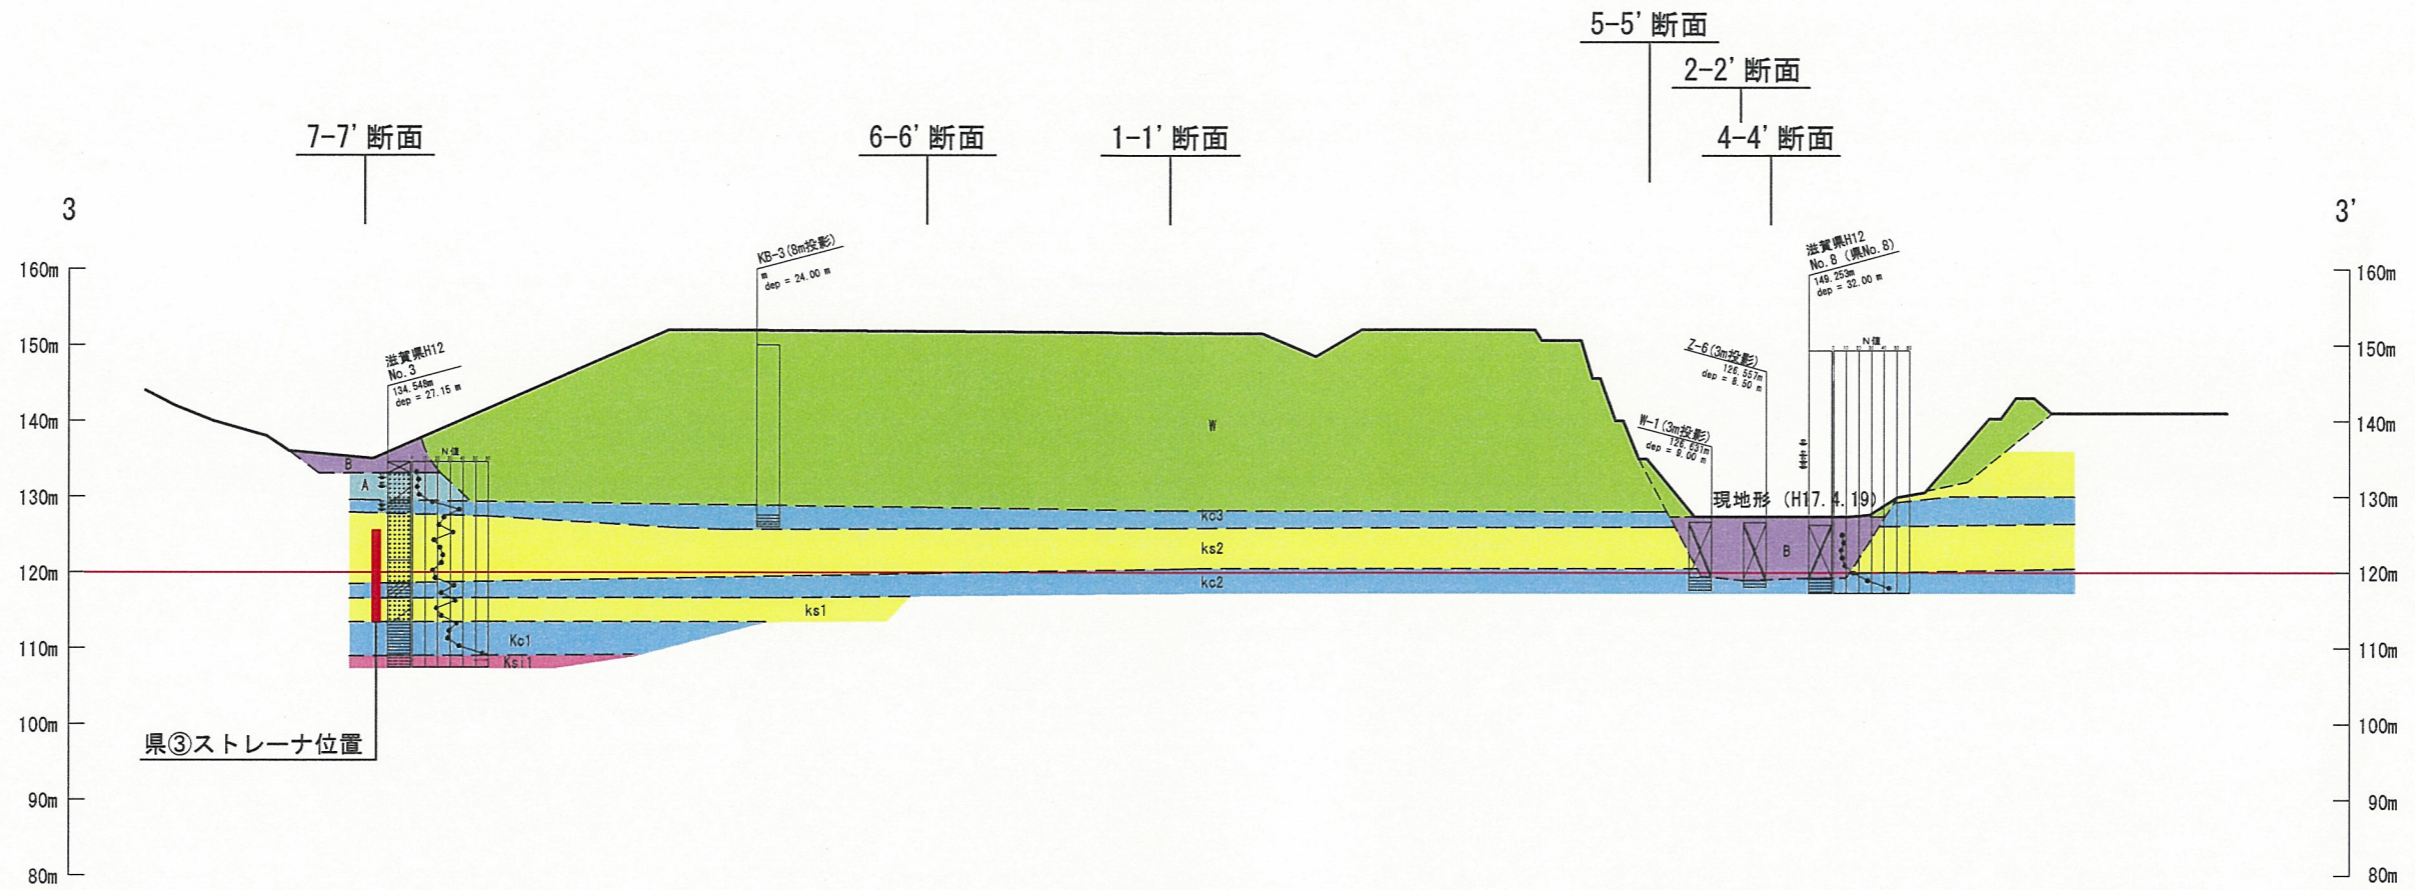 5-5' 断面
2-2' 断面
7-7' 断面
6-6' 断面
1-1' 断面
4-4' 断面
3
3'
160m
150m
140m
130m
120m
110m
100m
90m
80m
滋賀県H12
No.3
134.548m
dep = 27.15 m
N値
KB-3(8m投影)
m
dep = 24.00 m
Z-6(3m投影)
126.557m
dep = 8.50 m
W-1(3m投影)
126.631m
dep = 9.00 m
滋賀県H12
No.8 (県No.8)
149.253m
dep = 32.00 m
N値
現地形 (H17.4.19)
B
A
W
B
kc3
ks2
kc2
ks1
Kc1
Ksi1
県③ストレーナ位置
160m
150m
140m
130m
120m
110m
100m
90m
80m